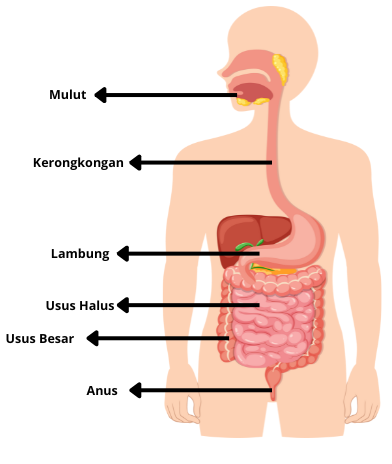 Mulut
Kerongkongan
Lambung
Usus Halus
Usus Besar
Anus